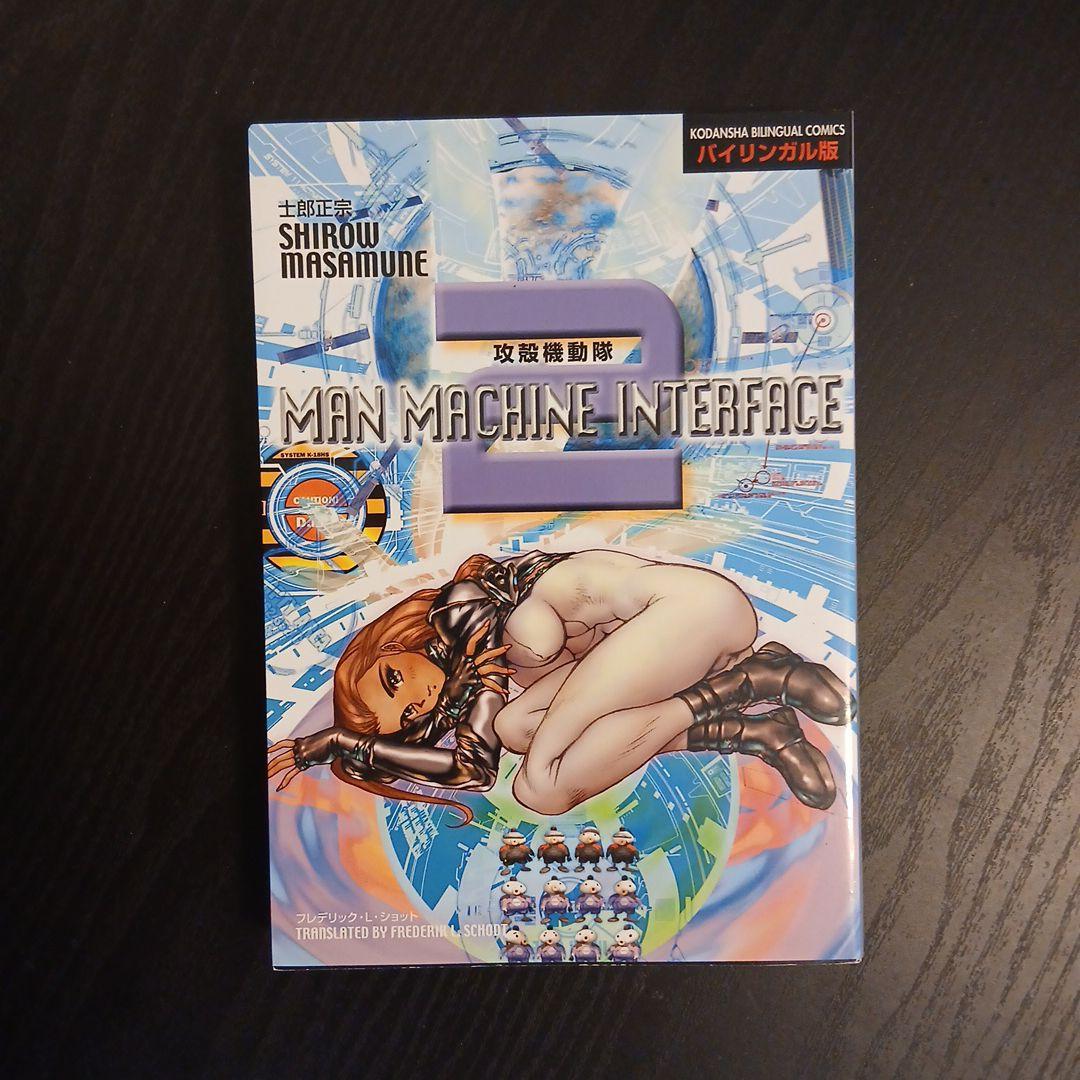 KODANSHA BILINGUAL COMICS
バイリンガル版
士郎正宗
SHIROW
MASAMUNE
2
攻殻機動隊
MAN MACHINE INTERFACE
SYSTEM K-18HS
CAUTION!
フレデリック・L・ショット
TRANSLATED BY FREDERIK L. SCHODT